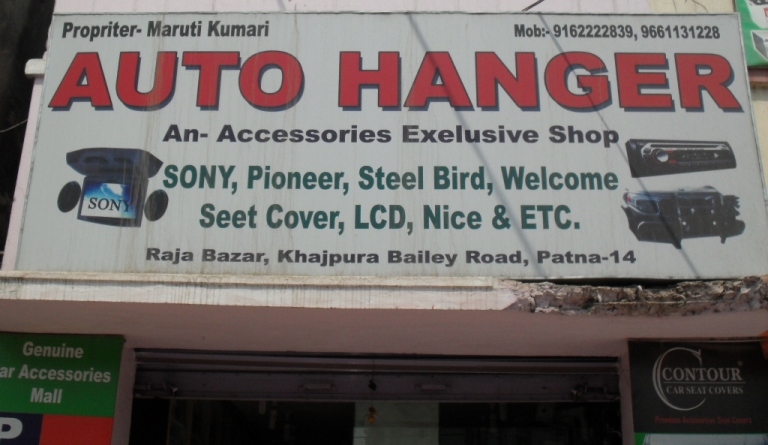 Propriter- Maruti Kumari
Mob:- 9162222839, 9661131228
AUTO HANGER
An- Accessories Exelusive Shop
SONY
SONY, Pioneer, Steel Bird, Welcome
Seet Cover, LCD, Nice & ETC.
Raja Bazar, Khajpura Bailey Road, Patna-14
Genuine
ar Accessories
Mall
P
CONTOUR
CAR SEAT COVERS